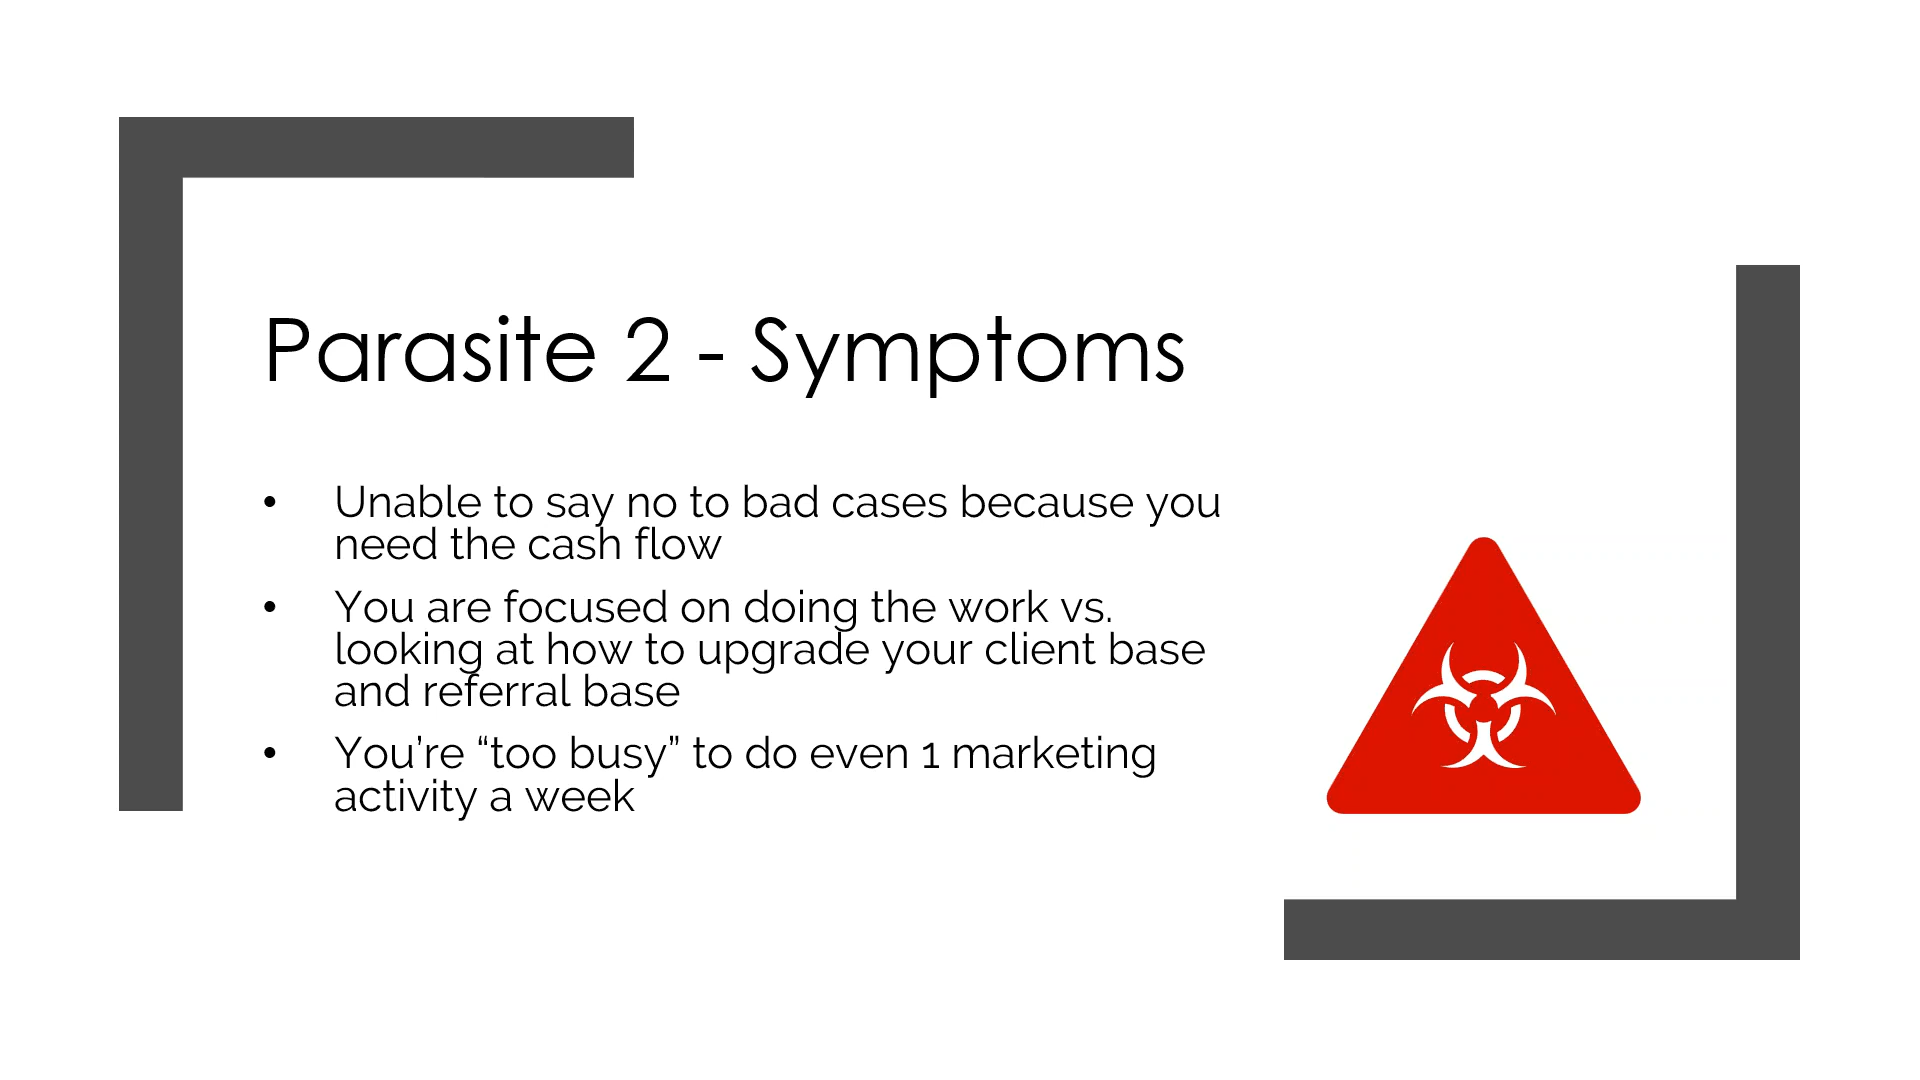 Parasite 2 - Symptoms
• Unable to say no to bad cases because you
need the cash flow
• You are focused on doing the work vs.
looking at how to upgrade your client base
and referral base
• You’re “too busy” to do even 1 marketing
activity a week